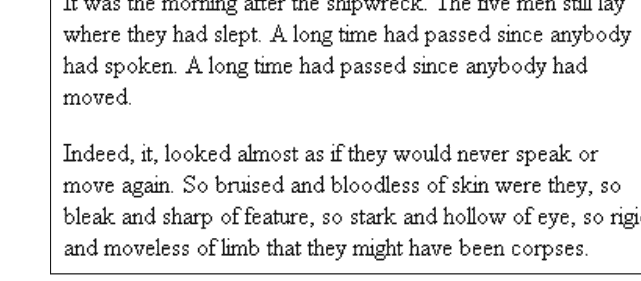 It was the morning after the shipwreck. The five men still lay
where they had slept. A long time had passed since anybody
had spoken. A long time had passed since anybody had
moved.
Indeed, it, looked almost as if they would never speak or
move again. So bruised and bloodless of skin were they, so
bleak and sharp of feature, so stark and hollow of eye, so
and moveless of limb that they might have been corpses.